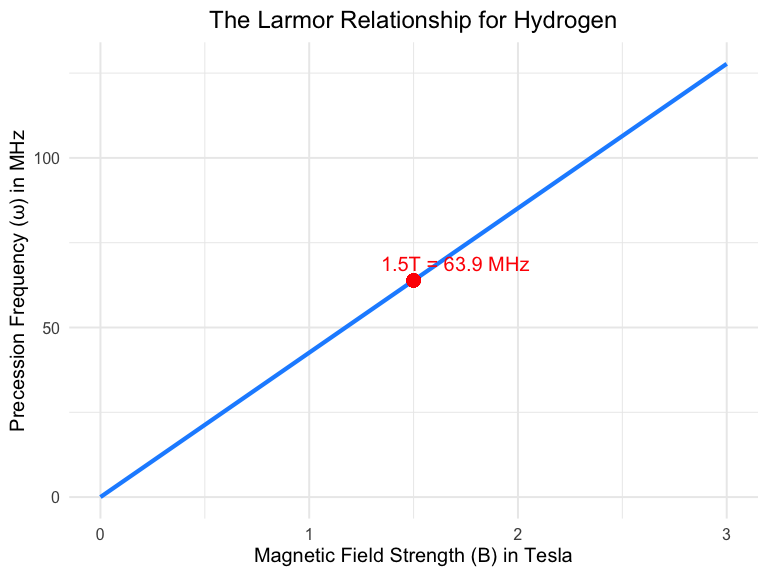 The Larmor Relationship for Hydrogen
Precession Frequency (ω) in MHz
100
50
0
1.5T = 63.9 MHz
0
1
2
3
Magnetic Field Strength (B) in Tesla